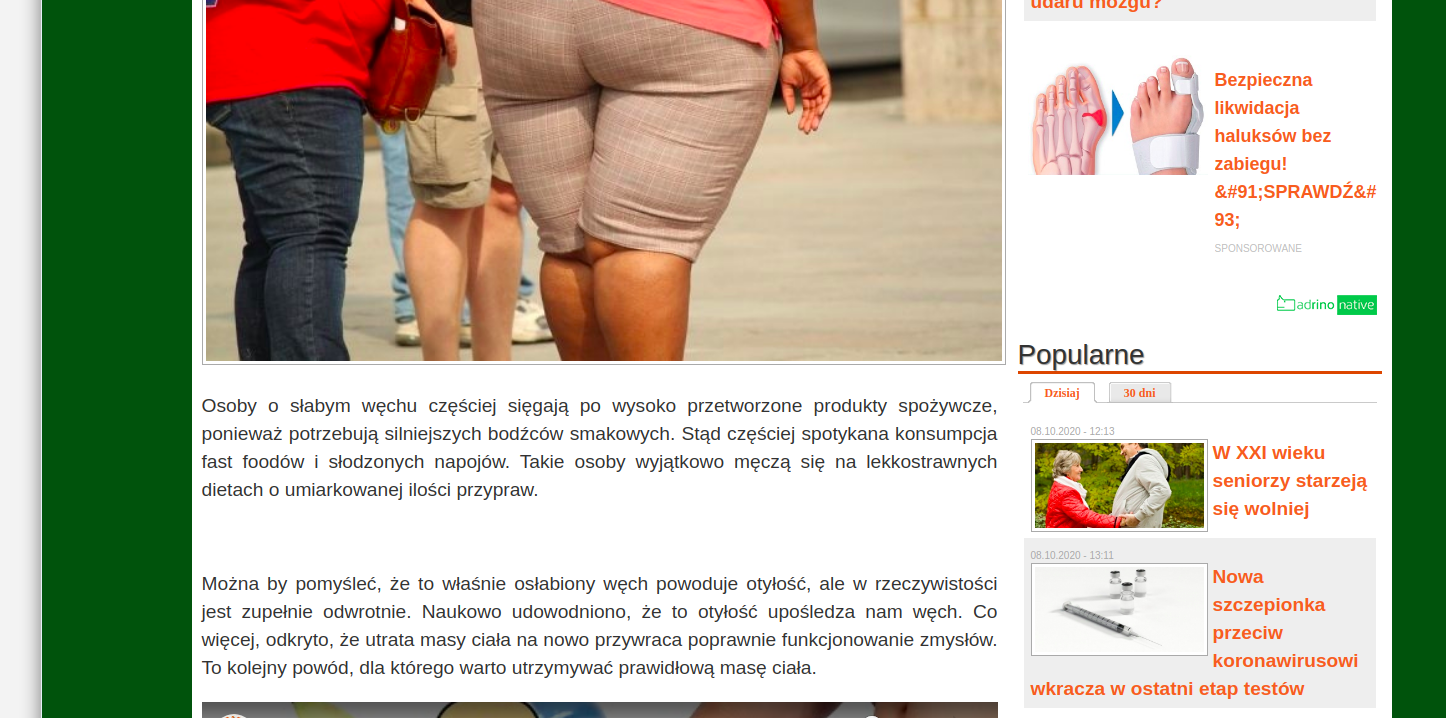 Osoby o słabym węchu częściej sięgają po wysoko przetworzone produkty spożywcze,
ponieważ potrzebują silniejszych bodźców smakowych. Stąd częściej spotykana konsumpcja
fast foodów i słodzonych napojów. Takie osoby wyjątkowo męczą się na lekkostrawnych
dietach o umiarkowanej ilości przypraw.
Można by pomyśleć, że to właśnie osłabiony węch powoduje otyłość, ale w rzeczywistości
jest zupełnie odwrotnie. Naukowo udowodniono, że to otyłość upośledza nam węch. Co
więcej, odkryto, że utrata masy ciała na nowo przywraca poprawnie funkcjonowanie zmysłów.
To kolejny powód, dla którego warto utrzymywać prawidłową masę ciała.
udaru mózgu?
Bezpieczna
likwidacja
haluksów bez
zabiegu!
&#91;SPRAWDŹ&#
93;
SPONSOROWANE
adrino native
Popularne
Dzisiaj 30 dni
08.10.2020 - 12:13
W XXI wieku
seniorzy starzeją
się wolniej
08.10.2020 - 13:11
Nowa
szczepionka
przeciw
koronawirusowi
wkracza w ostatni etap testów